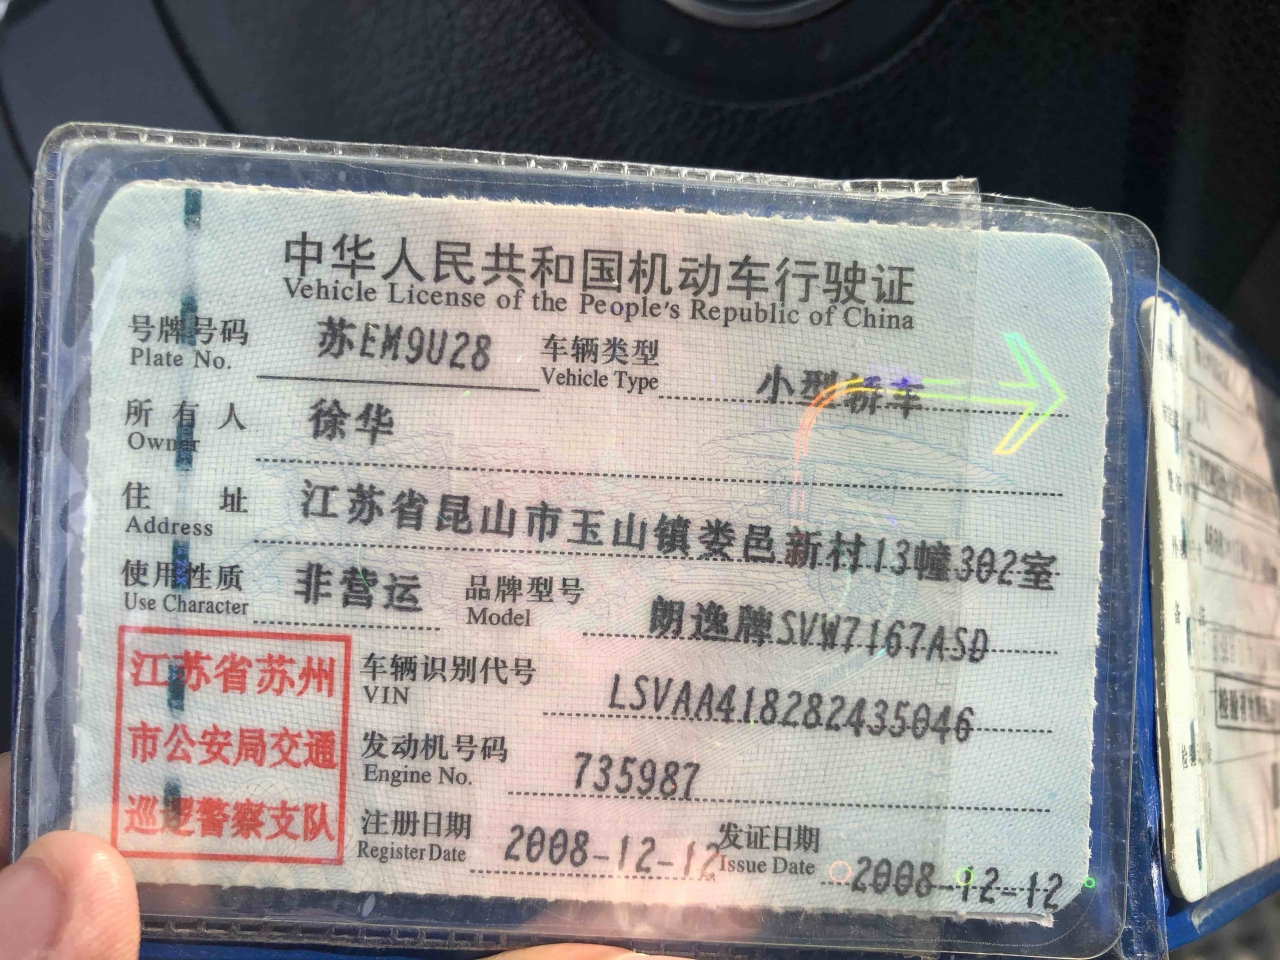 中华人民共和国机动车行驶证
Vehicle License of the People's Republic of China
号牌号码 苏EM9U28 车辆类型 小型轿车
Plate No. Vehicle Type
所有人 徐华
Owner
住址 江苏省昆山市玉山镇娄邑新村13幢302室
Address
使用性质 非营运 品牌型号 朗逸牌SVW7167ASD
Use Character Model
江苏省苏州
市公安局交通
巡逻警察支队
车辆识别代号 LSVAA418282435046
VIN
发动机号码 735987
Engine No.
注册日期 2008-12-12 发证日期 2008-12-12
Register Date Issue Date